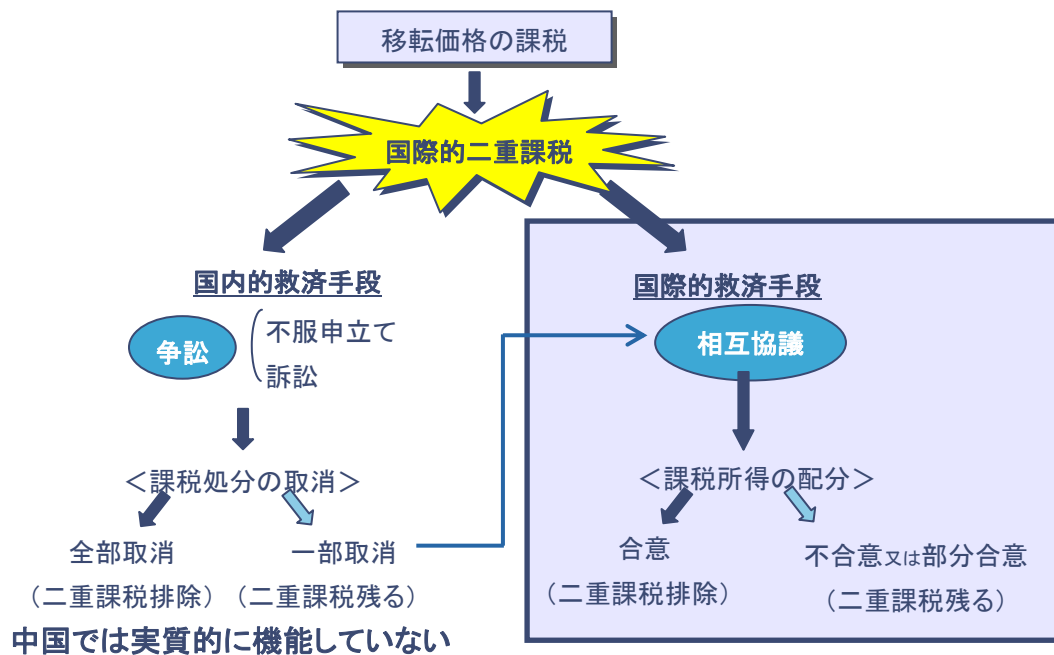 移転価格の課税
国際的二重課税
国内的救済手段
争訟
不服申立て
訴訟
＜課税処分の取消＞
全部取消
（二重課税排除）
一部取消
（二重課税残る）
中国では実質的に機能していない
国際的救済手段
相互協議
＜課税所得の配分＞
合意
（二重課税排除）
不合意又は部分合意
（二重課税残る）